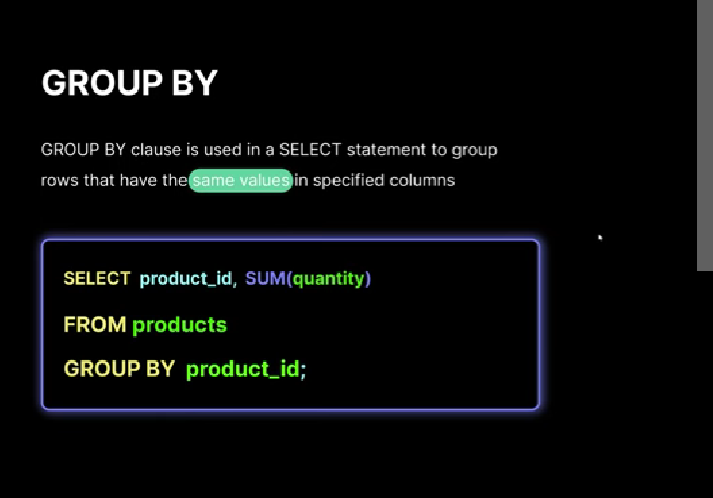 GROUP BY
GROUP BY clause is used in a SELECT statement to group
rows that have the same values in specified columns
SELECT product_id, SUM(quantity)
FROM products
GROUP BY product_id;